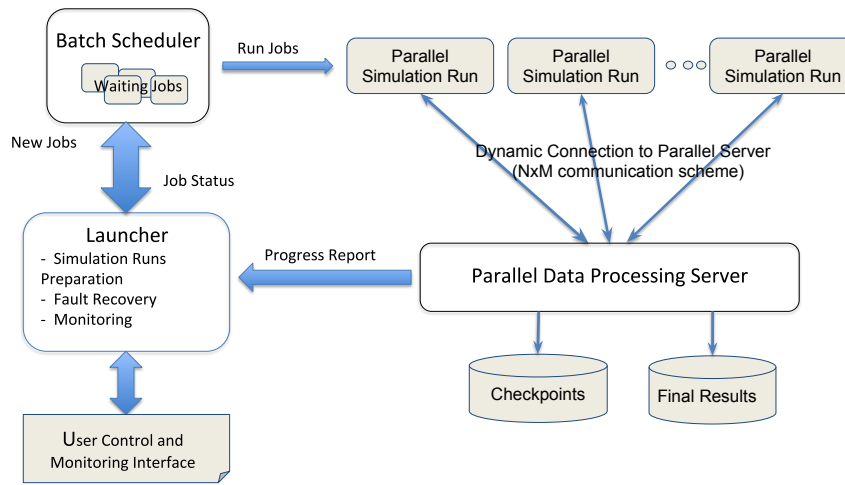 Batch Scheduler
Waiting Jobs
Run Jobs
Parallel
Simulation Run
Parallel
Simulation Run
Parallel
Simulation Run
New Jobs
Job Status
Dynamic Connection to Parallel Server
(NxM communication scheme)
Launcher
- Simulation Runs
Preparation
- Fault Recovery
- Monitoring
Progress Report
Parallel Data Processing Server
Checkpoints
Final Results
User Control and
Monitoring Interface